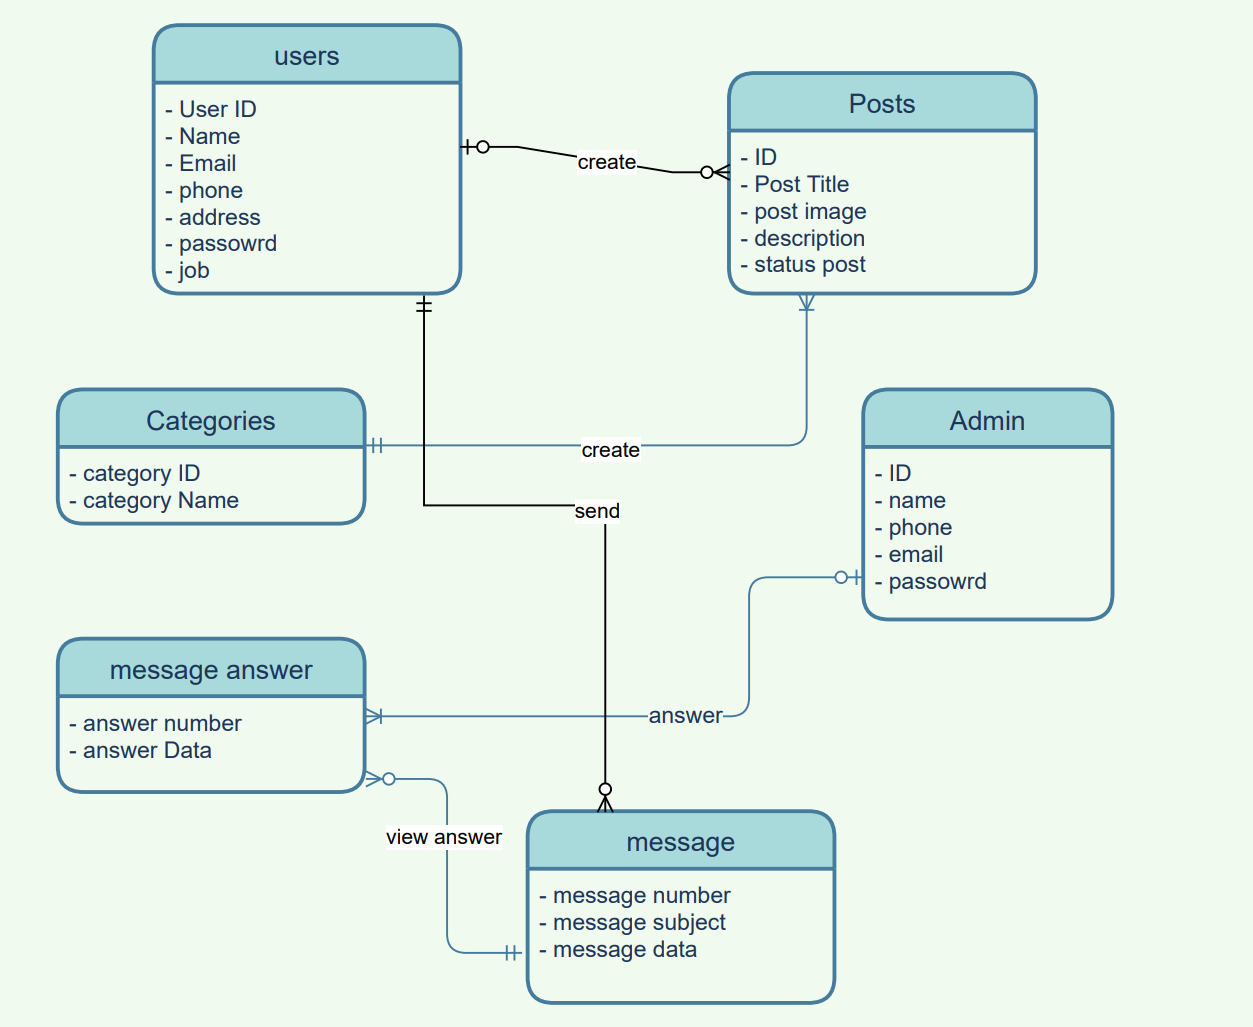 users
- User ID
- Name
- Email
- phone
- address
- passowrd
- job
create
Posts
- ID
- Post Title
- post image
- description
- status post
Categories
- category ID
- category Name
create
send
Admin
- ID
- name
- phone
- email
- passowrd
message answer
- answer number
- answer Data
answer
view answer
message
- message number
- message subject
- message data